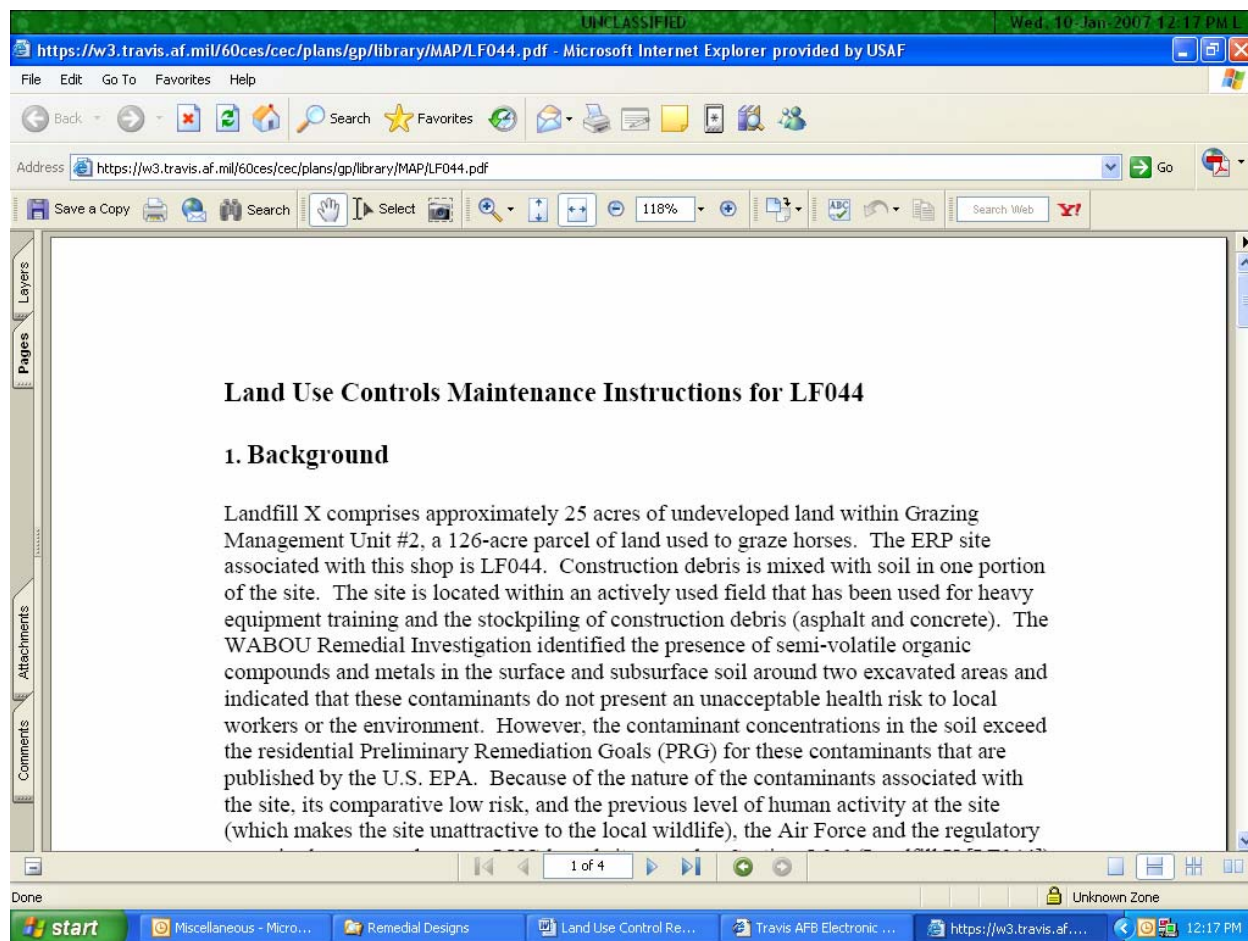 UNCLASSIFIED
Wed, 10-Jan-2007 12:17 PM L
https://w3.travis.af.mil/60ces/cec/plans/gp/library/MAP/LF044.pdf - Microsoft Internet Explorer provided by USAF
File Edit Go To Favorites Help
Back Search Favorites
Address https://w3.travis.af.mil/60ces/cec/plans/gp/library/MAP/LF044.pdf Go
Save a Copy Search Select 118% ABC Search Web Y!
Layers
Pages
Attachments
Comments
Land Use Controls Maintenance Instructions for LF044
1. Background
Landfill X comprises approximately 25 acres of undeveloped land within Grazing
Management Unit #2, a 126-acre parcel of land used to graze horses. The ERP site
associated with this shop is LF044. Construction debris is mixed with soil in one portion
of the site. The site is located within an actively used field that has been used for heavy
equipment training and the stockpiling of construction debris (asphalt and concrete). The
WABOU Remedial Investigation identified the presence of semi-volatile organic
compounds and metals in the surface and subsurface soil around two excavated areas and
indicated that these contaminants do not present an unacceptable health risk to local
workers or the environment. However, the contaminant concentrations in the soil exceed
the residential Preliminary Remediation Goals (PRG) for these contaminants that are
published by the U.S. EPA. Because of the nature of the contaminants associated with
the site, its comparative low risk, and the previous level of human activity at the site
(which makes the site unattractive to the local wildlife), the Air Force and the regulatory
1 of 4
Done
Unknown Zone
start Miscellaneous - Micro... Remedial Designs Land Use Control Re... Travis AFB Electronic ... https://w3.travis.af.... 12:17 PM